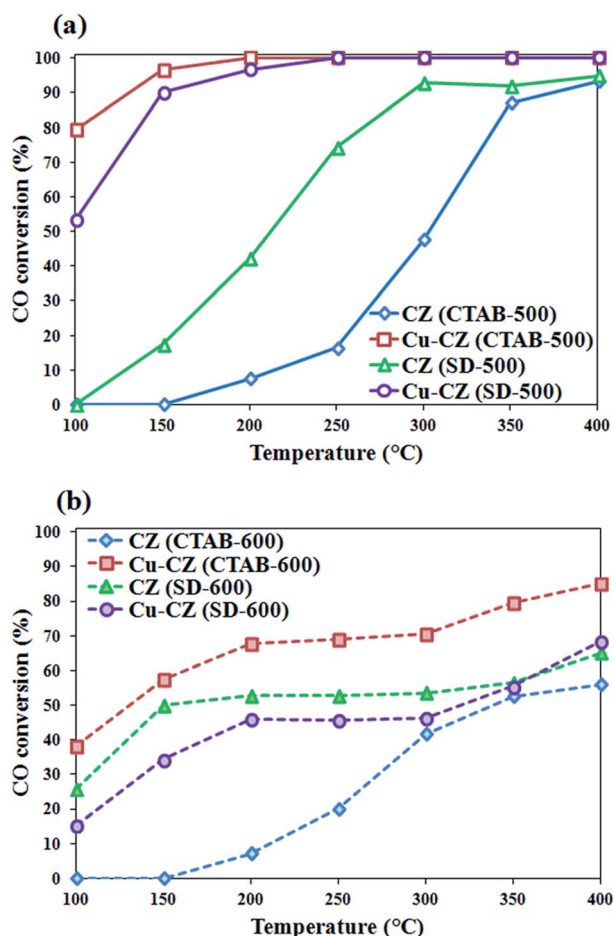 (a)
CO conversion (%)
100
90
80
70
60
50
40
30
20
10
0
CZ (CTAB-500)
Cu-CZ (CTAB-500)
CZ (SD-500)
Cu-CZ (SD-500)
100 150 200 250 300 350 400
Temperature (°C)
(b)
CO conversion (%)
100
90
80
70
60
50
40
30
20
10
0
CZ (CTAB-600)
Cu-CZ (CTAB-600)
CZ (SD-600)
Cu-CZ (SD-600)
100 150 200 250 300 350 400
Temperature (°C)